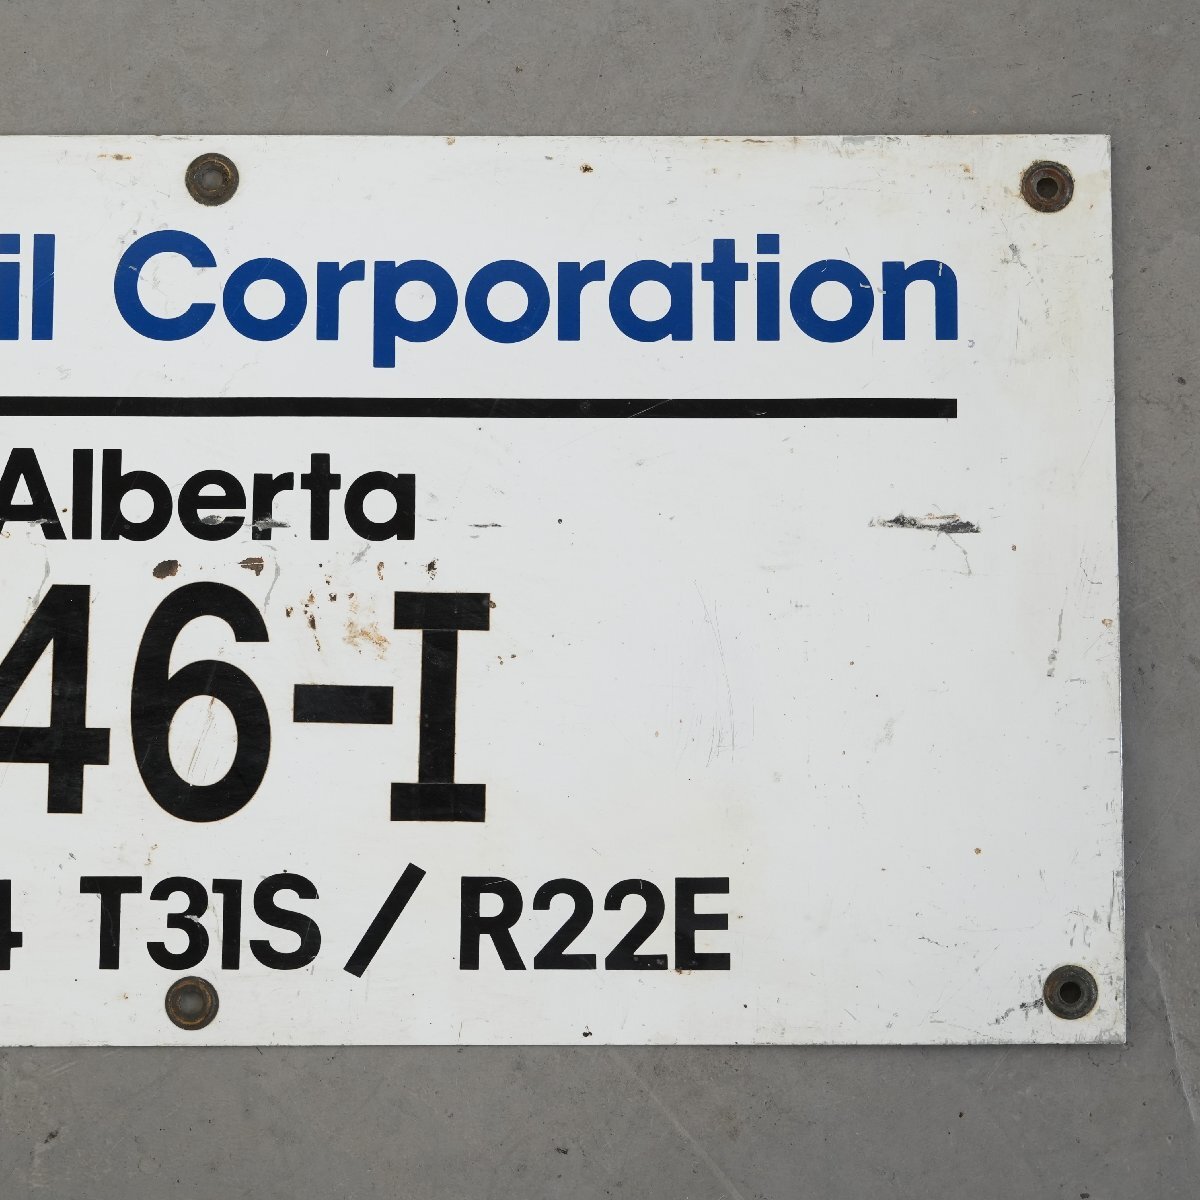 il Corporation
Alberta
46-I
4 T31S / R22E